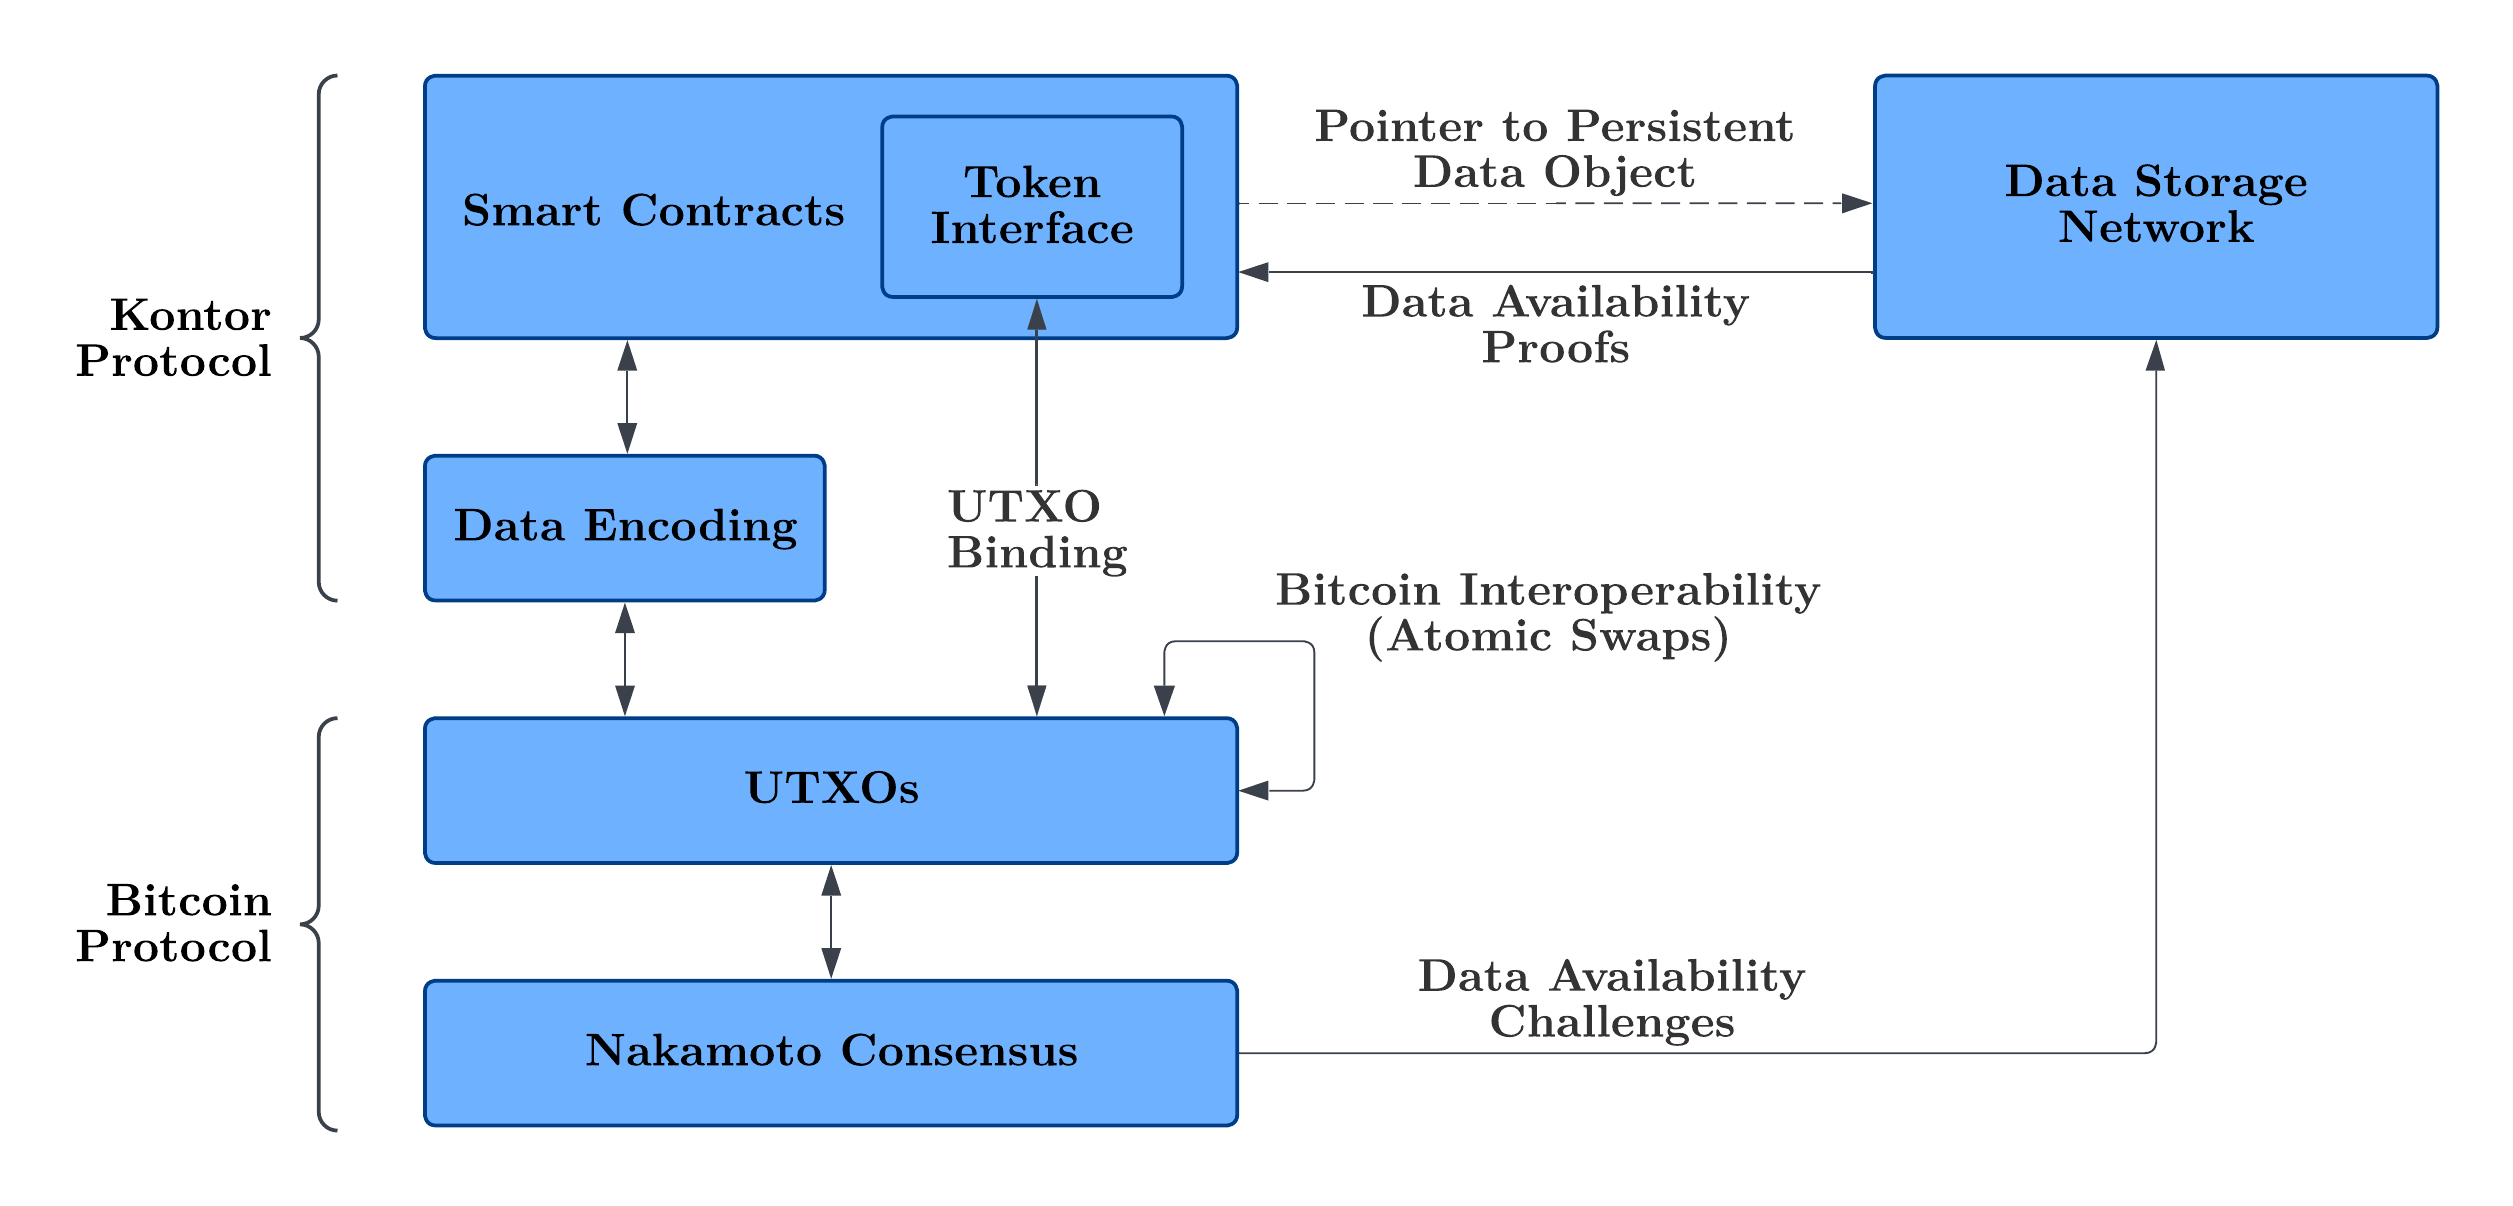 Kontor
Protocol
Smart Contracts
Token
Interface
Pointer to Persistent
Data Object
Data Availability
Proofs
Data Storage
Network
Data Encoding
UTXO
Binding
Bitcoin Interoperability
(Atomic Swaps)
Bitcoin
Protocol
UTXOs
Nakamoto Consensus
Data Availability
Challenges